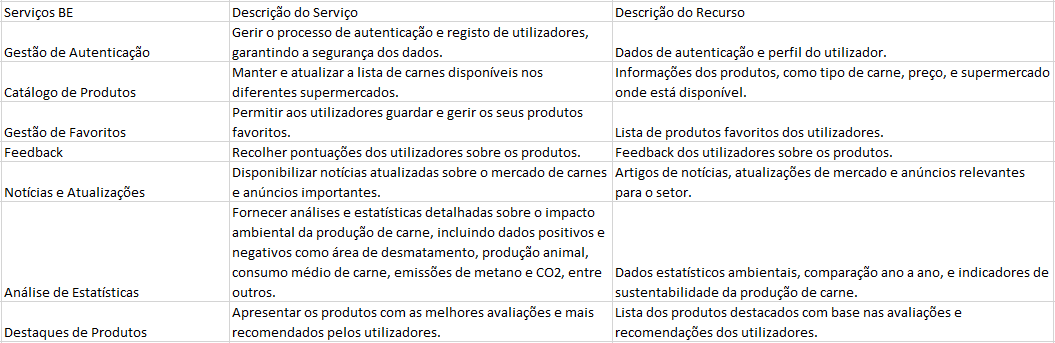 Serviços BE
Descrição do Serviço
Descrição do Recurso
Gestão de Autenticação
Gerir o processo de autenticação e registo de utilizadores,
garantindo a segurança dos dados.
Dados de autenticação e perfil do utilizador.
Catálogo de Produtos
Manter e atualizar a lista de carnes disponíveis nos
diferentes supermercados.
Informações dos produtos, como tipo de carne, preço, e supermercado
onde está disponível.
Gestão de Favoritos
Permitir aos utilizadores guardar e gerir os seus produtos
favoritos.
Lista de produtos favoritos dos utilizadores.
Feedback
Recolher pontuações dos utilizadores sobre os produtos.
Feedback dos utilizadores sobre os produtos.
Notícias e Atualizações
Disponibilizar notícias atualizadas sobre o mercado de carnes
e anúncios importantes.
Artigos de notícias, atualizações de mercado e anúncios relevantes
para o setor.
Análise de Estatísticas
Fornecer análises e estatísticas detalhadas sobre o impacto
ambiental da produção de carne, incluindo dados positivos e
negativos como área de desmatamento, produção animal,
consumo médio de carne, emissões de metano e CO2, entre
outros.
Dados estatísticos ambientais, comparação ano a ano, e indicadores de
sustentabilidade da produção de carne.
Destaques de Produtos
Apresentar os produtos com as melhores avaliações e mais
recomendados pelos utilizadores.
Lista dos produtos destacados com base nas avaliações e
recomendações dos utilizadores.